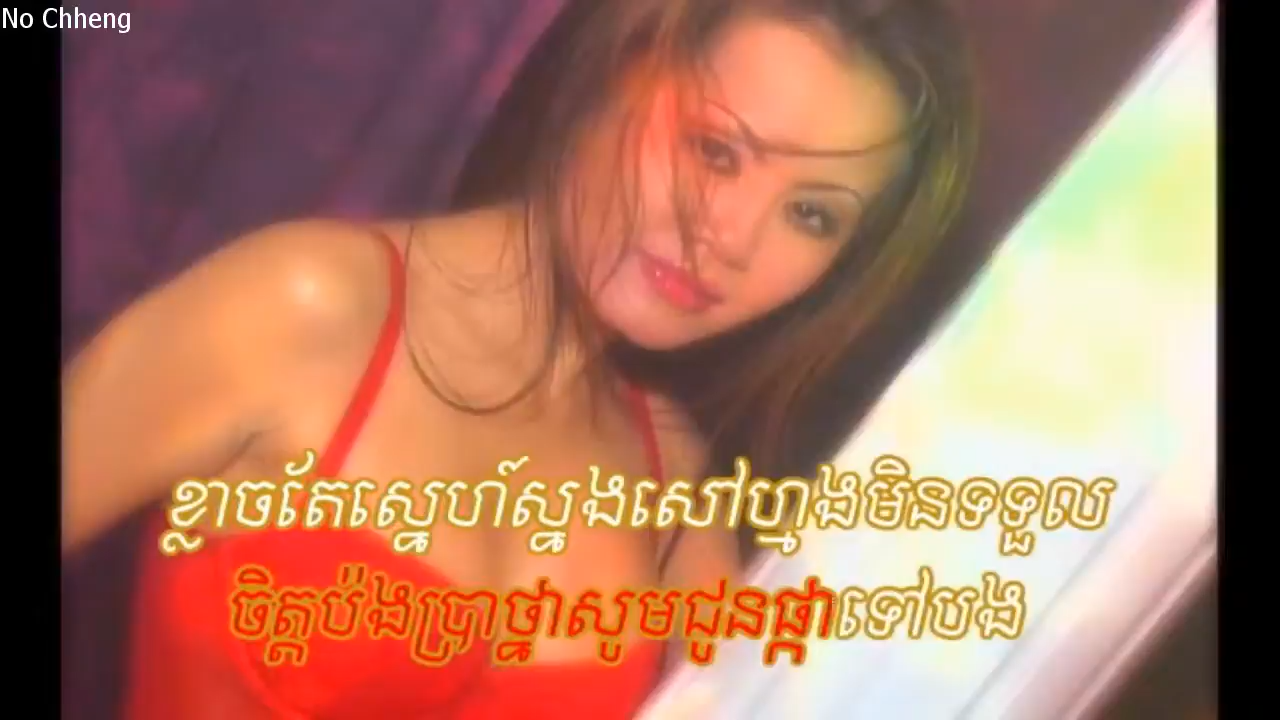 No Chheng
ខ្លាចតែស្នេហ៍ស្នងសៅហ្មងមិនទទួល
ចិត្តប៉ងប្រាថ្នាសូមជូនផ្កាទៅបង